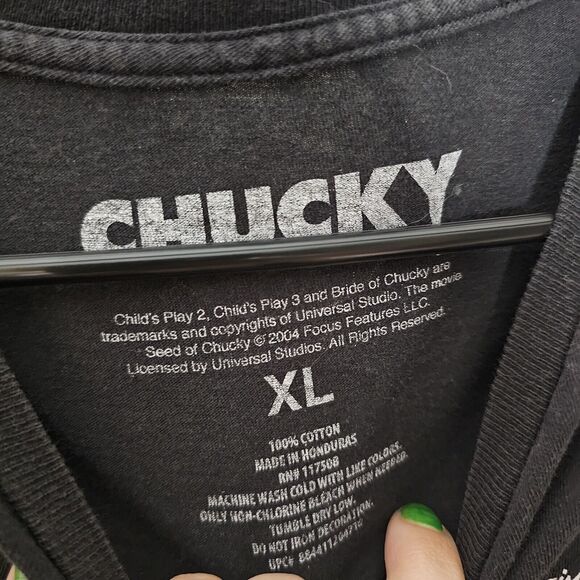 CHUCKY
Child's Play 2, Child's Play 3 and Bride of Chucky are
trademarks and copyrights of Universal Studio. The movie
Seed of Chucky © 2004 Focus Features LLC.
Licensed by Universal Studios. All Rights Reserved.
XL
100% COTTON
MADE IN HONDURAS
RN# 117508
MACHINE WASH COLD WITH LIKE COLORS.
ONLY NON-CHLORINE BLEACH WHEN NEEDED.
TUMBLE DRY LOW.
DO NOT IRON DECORATION.
UPC#